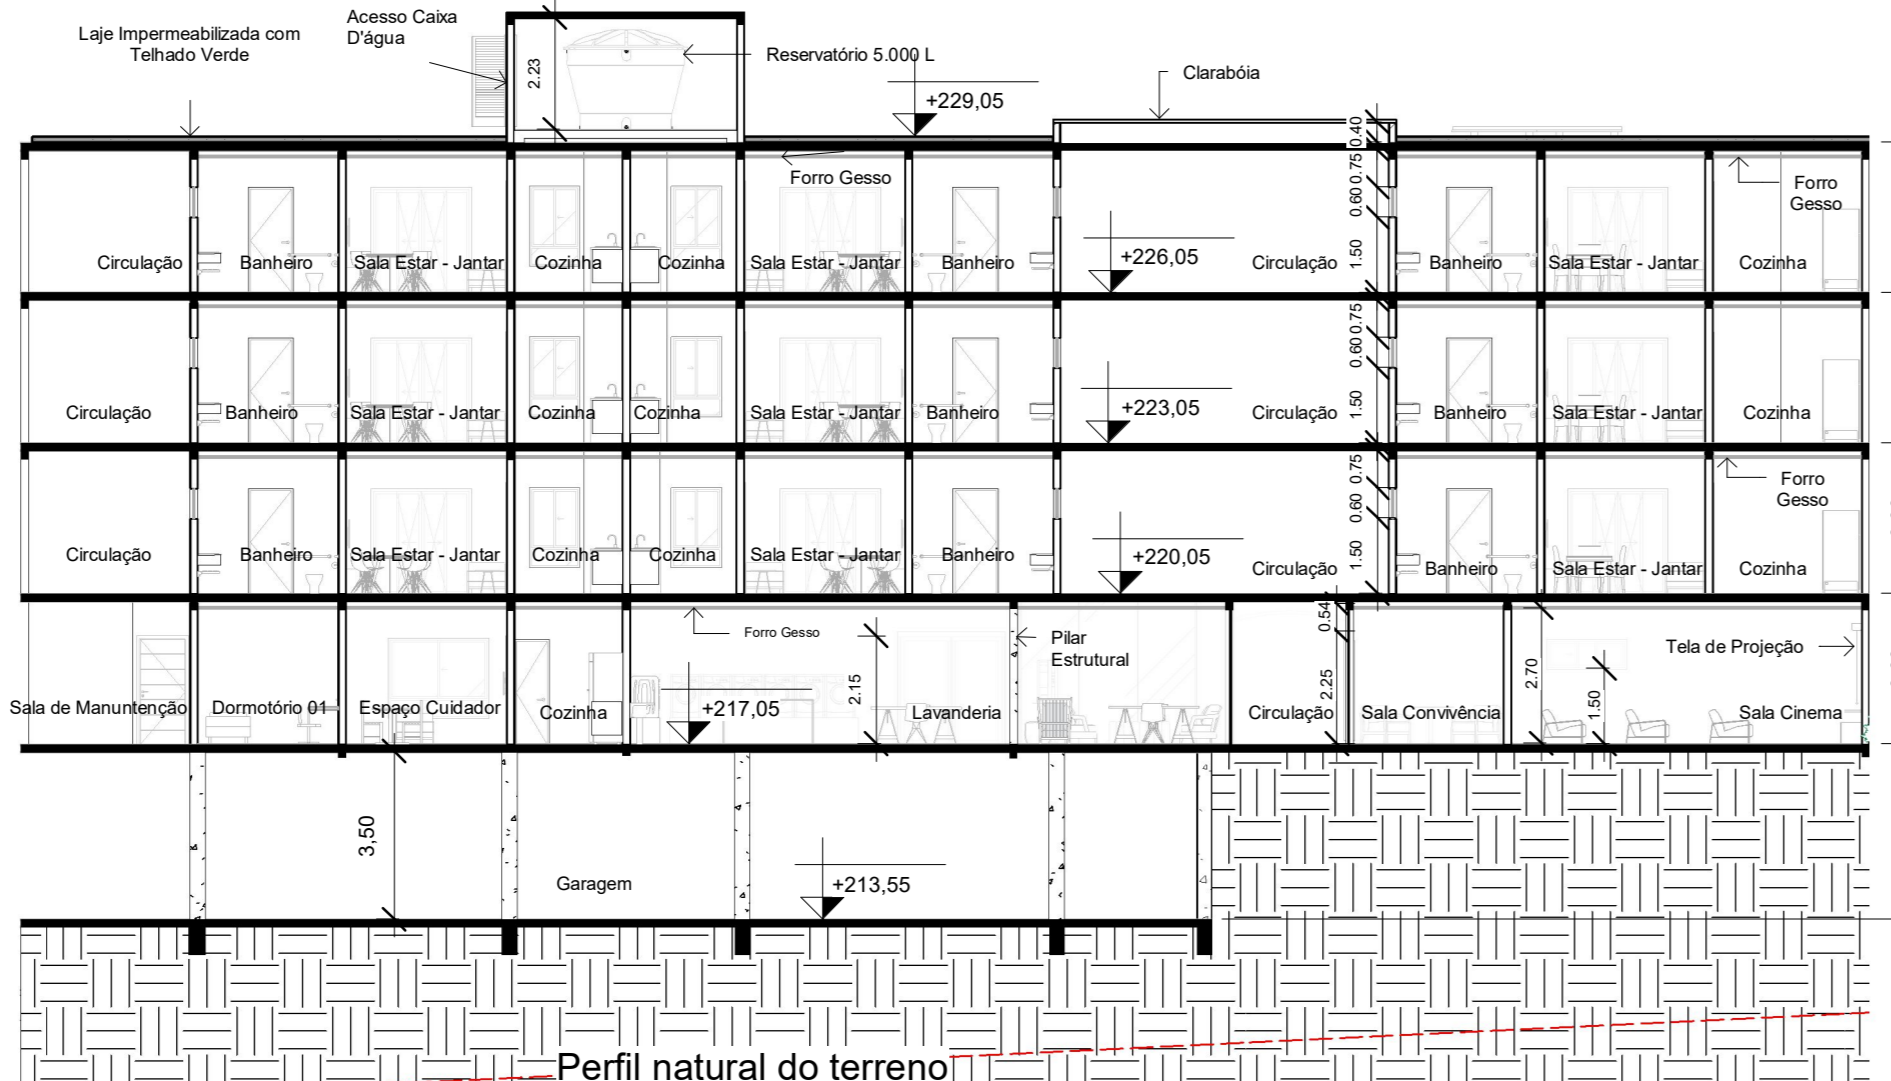 Acesso Caixa
D'água
Laje Impermeabilizada com
Telhado Verde
2.23
Reservatório 5.000 L
Clarabóia
+229,05
0.40
Forro Gesso
0.75
Forro
Gesso
0.60
+226,05
1.50
Circulação
Banheiro
Sala Estar - Jantar
Cozinha
Cozinha
Sala Estar - Jantar
Banheiro
Circulação
Banheiro
Sala Estar - Jantar
Cozinha
0.75
0.60
+223,05
1.50
Circulação
Banheiro
Sala Estar - Jantar
Cozinha
Cozinha
Sala Estar - Jantar
Banheiro
Circulação
Banheiro
Sala Estar - Jantar
Cozinha
0.75
Forro
Gesso
0.60
+220,05
1.50
Circulação
Banheiro
Sala Estar - Jantar
Cozinha
Cozinha
Sala Estar - Jantar
Banheiro
Circulação
Banheiro
Sala Estar - Jantar
Cozinha
0.54
Forro Gesso
Pilar
Estrutural
Tela de Projeção
2.15
2.25
2.70
1.50
+217,05
Sala de Manuntenção
Dormotório 01
Espaço Cuidador
Cozinha
Lavanderia
Circulação
Sala Convivência
Sala Cinema
3,50
Garagem
+213,55
Perfil natural do terreno